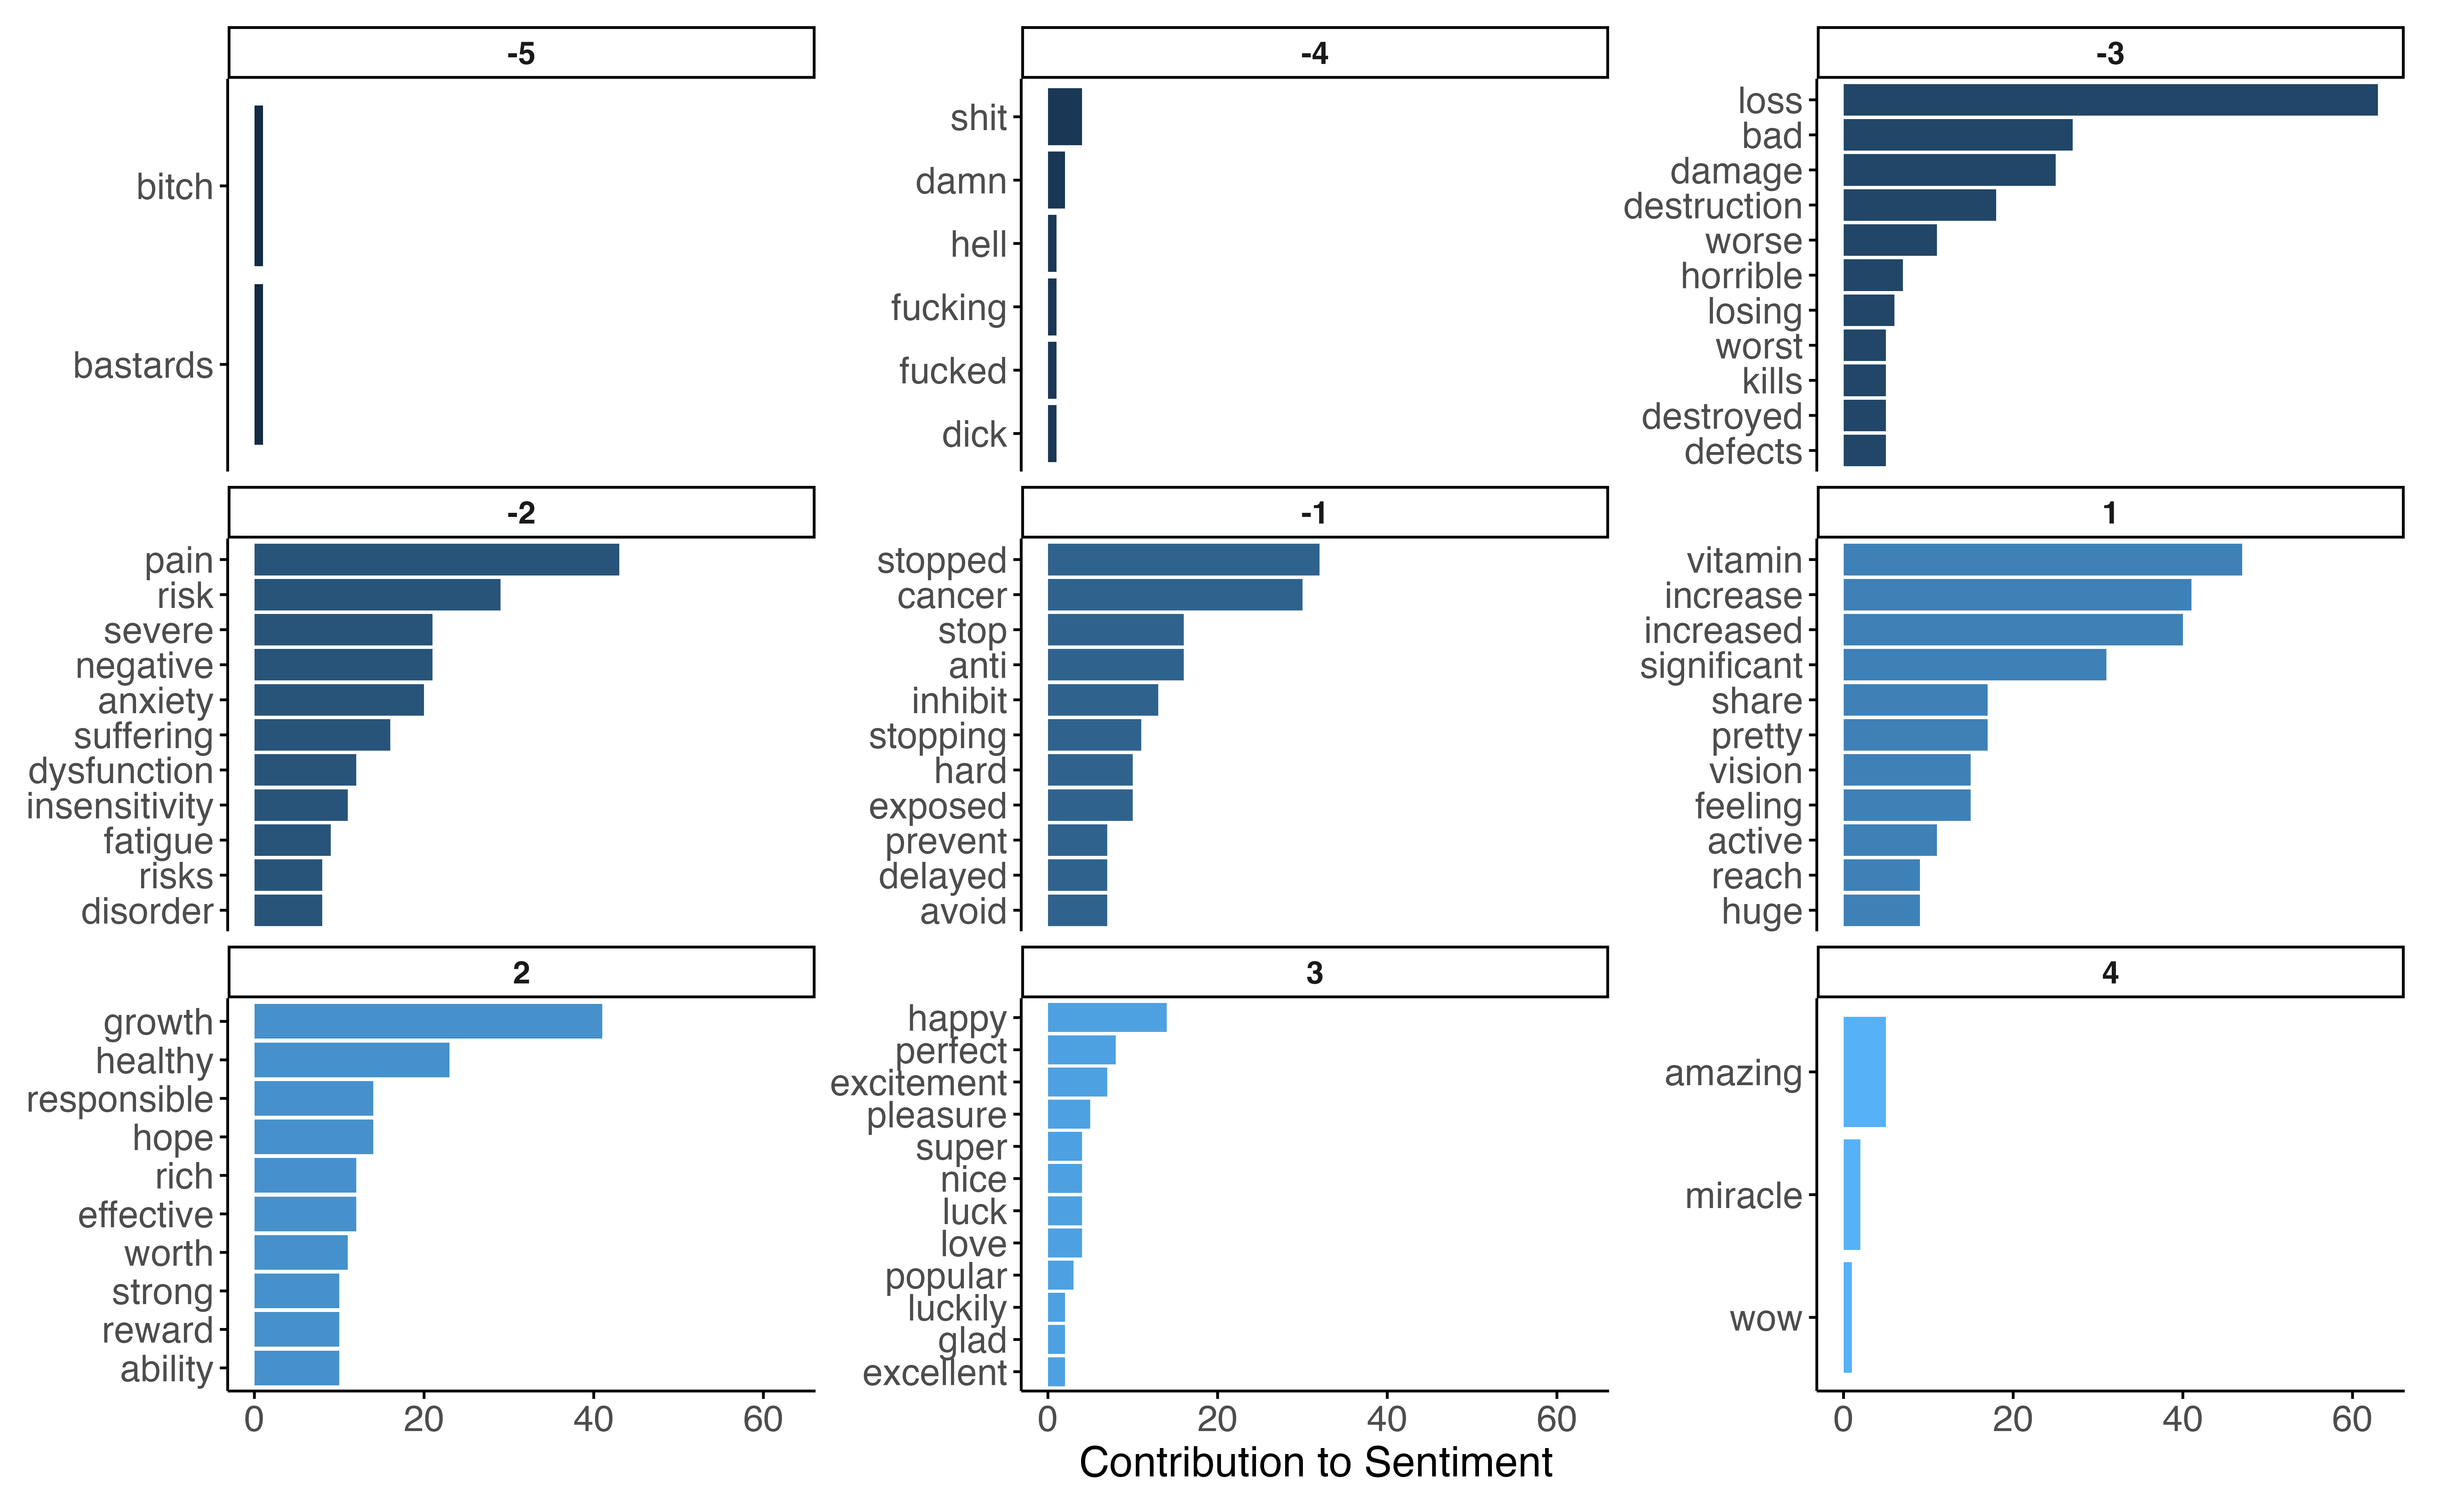 -5
bitch
bastards
-4
shit
damn
hell
fucking
fucked
dick
-3
loss
bad
damage
destruction
worse
horrible
losing
worst
kills
destroyed
defects
-2
pain
risk
severe
negative
anxiety
suffering
dysfunction
insensitivity
fatigue
risks
disorder
-1
stopped
cancer
stop
anti
inhibit
stopping
hard
exposed
prevent
delayed
avoid
1
vitamin
increase
increased
significant
share
pretty
vision
feeling
active
reach
huge
2
growth
healthy
responsible
hope
rich
effective
worth
strong
reward
ability
0 20 40 60
3
happy
perfect
excitement
pleasure
super
nice
luck
love
popular
luckily
glad
excellent
0 20 40 60
4
amazing
miracle
wow
0 20 40 60
Contribution to Sentiment